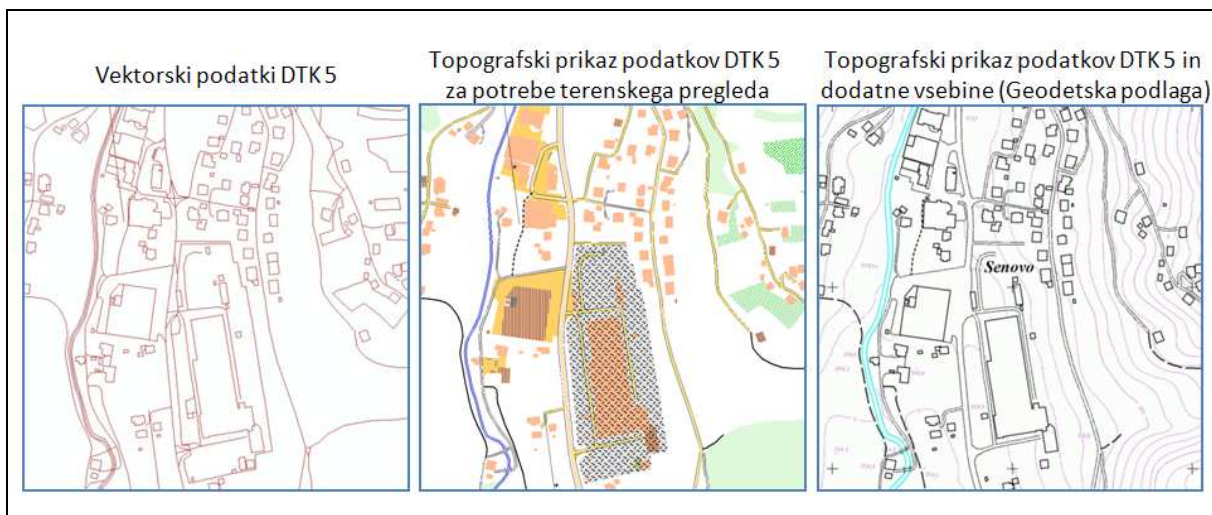 Vektorski podatki DTK 5
Topografski prikaz podatkov DTK 5
za potrebe terenskega pregleda
Topografski prikaz podatkov DTK 5 in
dodatne vsebine (Geodetska podlaga)
Senovo